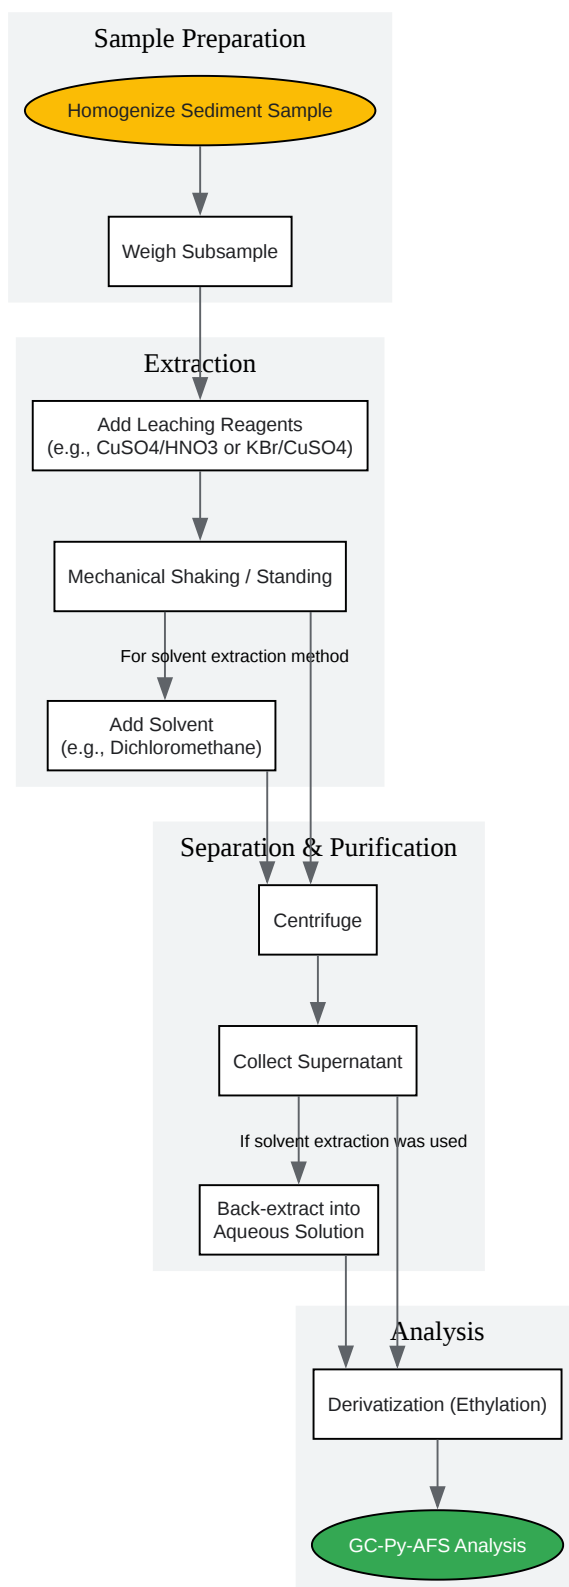 Sample Preparation
Homogenize Sediment Sample
Weigh Subsample
Extraction
Add Leaching Reagents
(e.g., CuSO4/HNO3 or KBr/CuSO4)
Mechanical Shaking / Standing
For solvent extraction method
Add Solvent
(e.g., Dichloromethane)
Separation & Purification
Centrifuge
Collect Supernatant
If solvent extraction was used
Back-extract into
Aqueous Solution
Analysis
Derivatization (Ethylation)
GC-Py-AFS Analysis